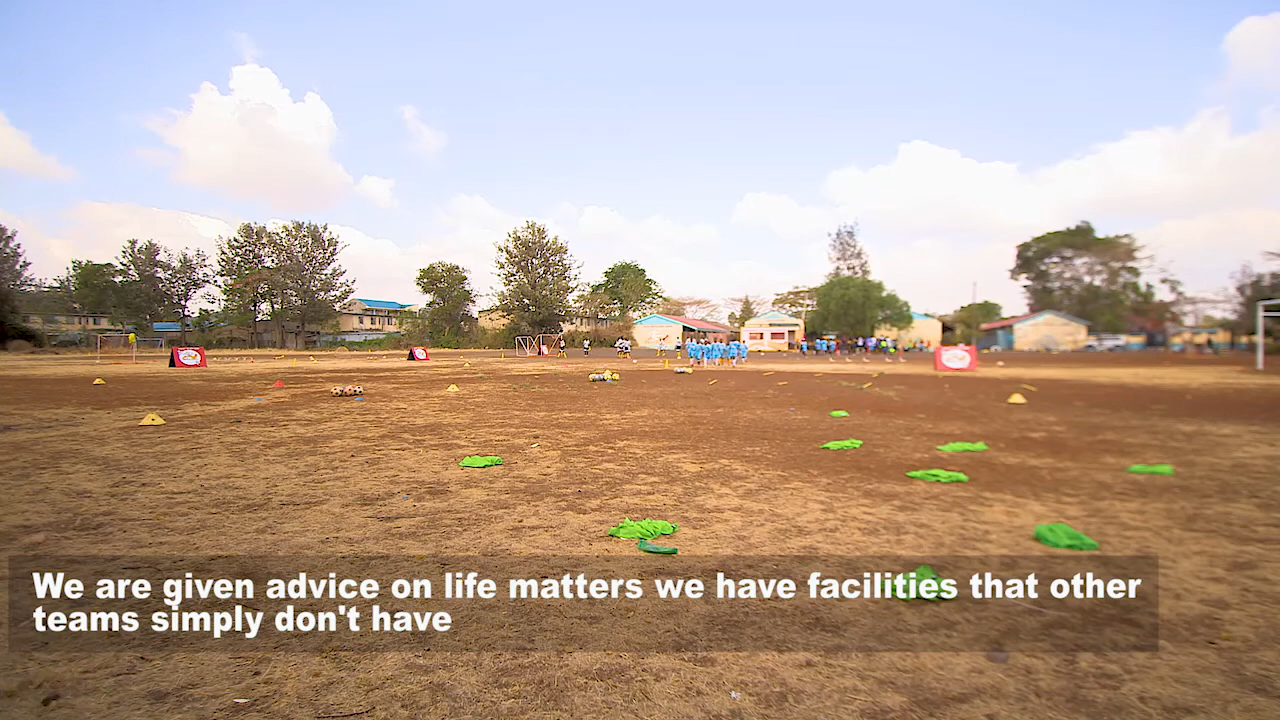 We are given advice on life matters we have facilities that other
teams simply don't have